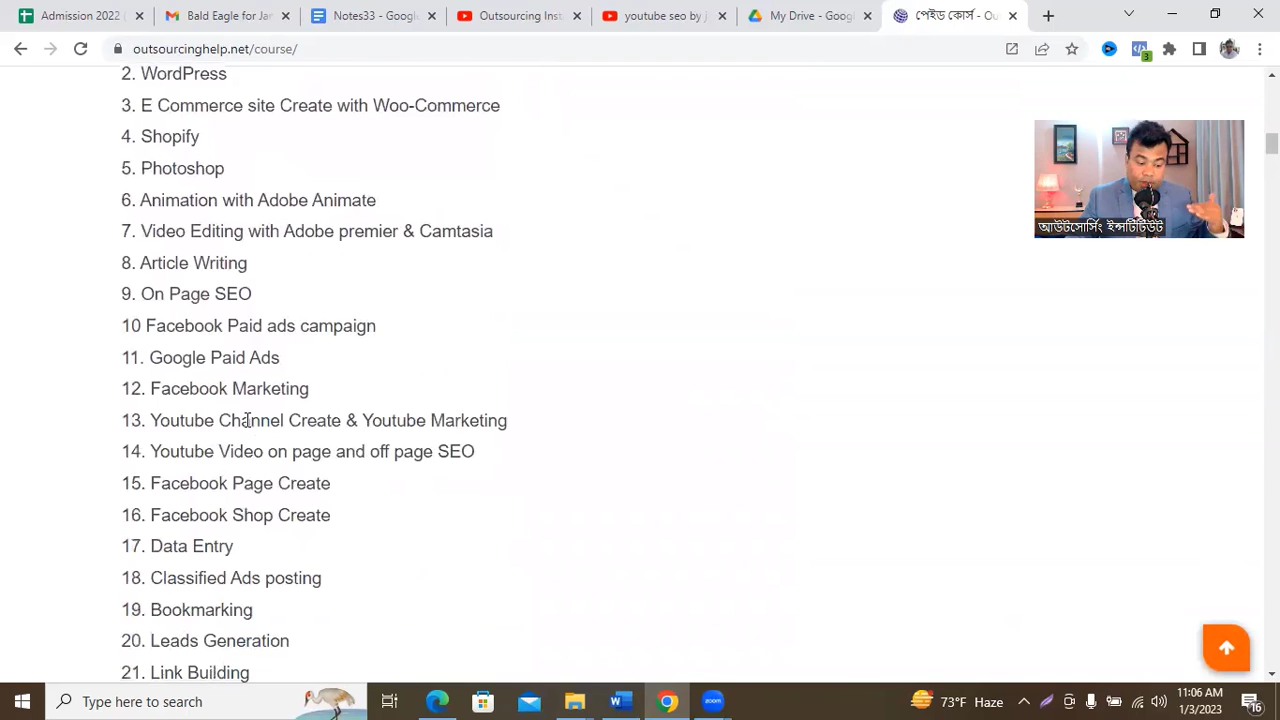 Admission 2022 (
Bald Eagle for Jar
Notes33 - Google
Outsourcing Inst
youtube seo by j
My Drive - Googl
পেইড কোর্স - Ou
outsourcinghelp.net/course/
3
2. WordPress
3. E Commerce site Create with Woo-Commerce
4. Shopify
5. Photoshop
6. Animation with Adobe Animate
7. Video Editing with Adobe premier & Camtasia
8. Article Writing
9. On Page SEO
10 Facebook Paid ads campaign
11. Google Paid Ads
12. Facebook Marketing
13. Youtube Channel Create & Youtube Marketing
14. Youtube Video on page and off page SEO
15. Facebook Page Create
16. Facebook Shop Create
17. Data Entry
18. Classified Ads posting
19. Bookmarking
20. Leads Generation
21. Link Building
আউটসোর্সিং ইন্সটিটিউট
Type here to search
73°F Haze
11:06 AM
1/3/2023
16